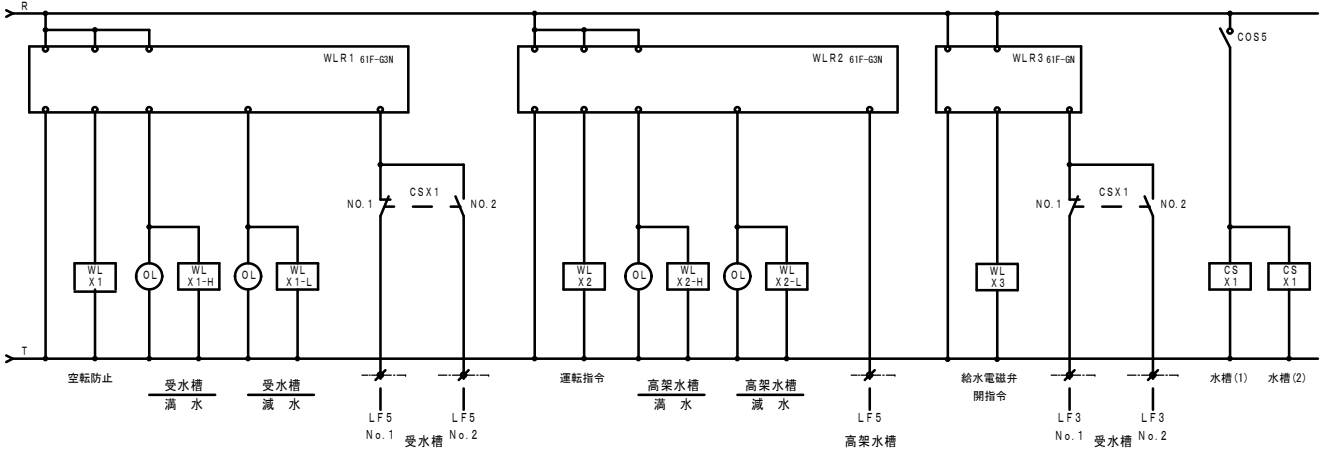 R
WLR1 61F-G3N
WLR2 61F-G3N
WLR3 61F-GN
COS5
NO.1
CSX1
NO.2
NO.1
CSX1
NO.2
WL
X1
OL
WL
X1-H
OL
WL
X1-L
WL
X2
OL
WL
X2-H
OL
WL
X2-L
WL
X3
CS
X1
CS
X1
T
空転防止
受水槽
満 水
受水槽
減 水
運転指令
高架水槽
満 水
高架水槽
減 水
給水電磁弁
開指令
水槽(1)
水槽(2)
LF5
No.1
受水槽
LF5
No.2
LF5
高架水槽
LF3
No.1
受水槽
LF3
No.2